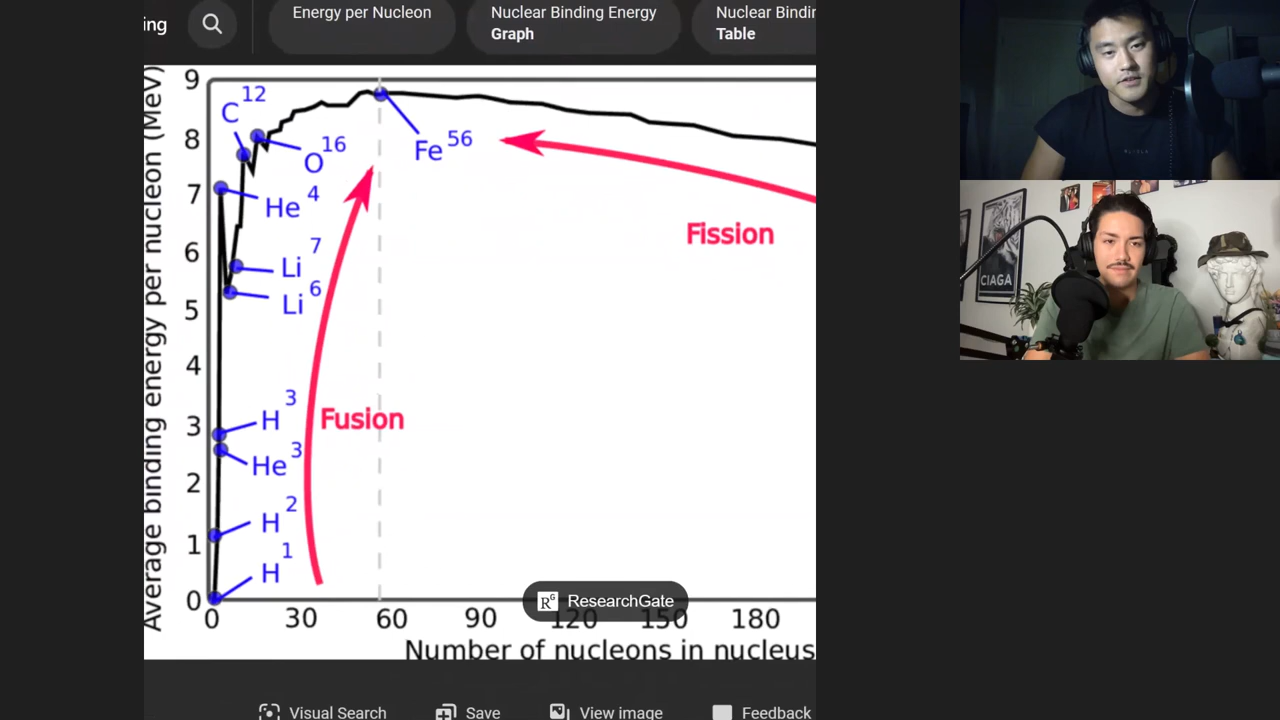 ing
Energy per Nucleon
Nuclear Binding Energy
Graph
Nuclear Bindin
Table
Average binding energy per nucleon (MeV)
9
8
7
6
5
4
3
2
1
0
C 12
O 16
Fe 56
He 4
Li 7
Li 6
H 3
He 3
H 2
H 1
Fusion
Fission
ResearchGate
0 30 60 90 120 150 180
Number of nucleons in nucleus
Visual Search
Save
View image
Feedback
CIAGA